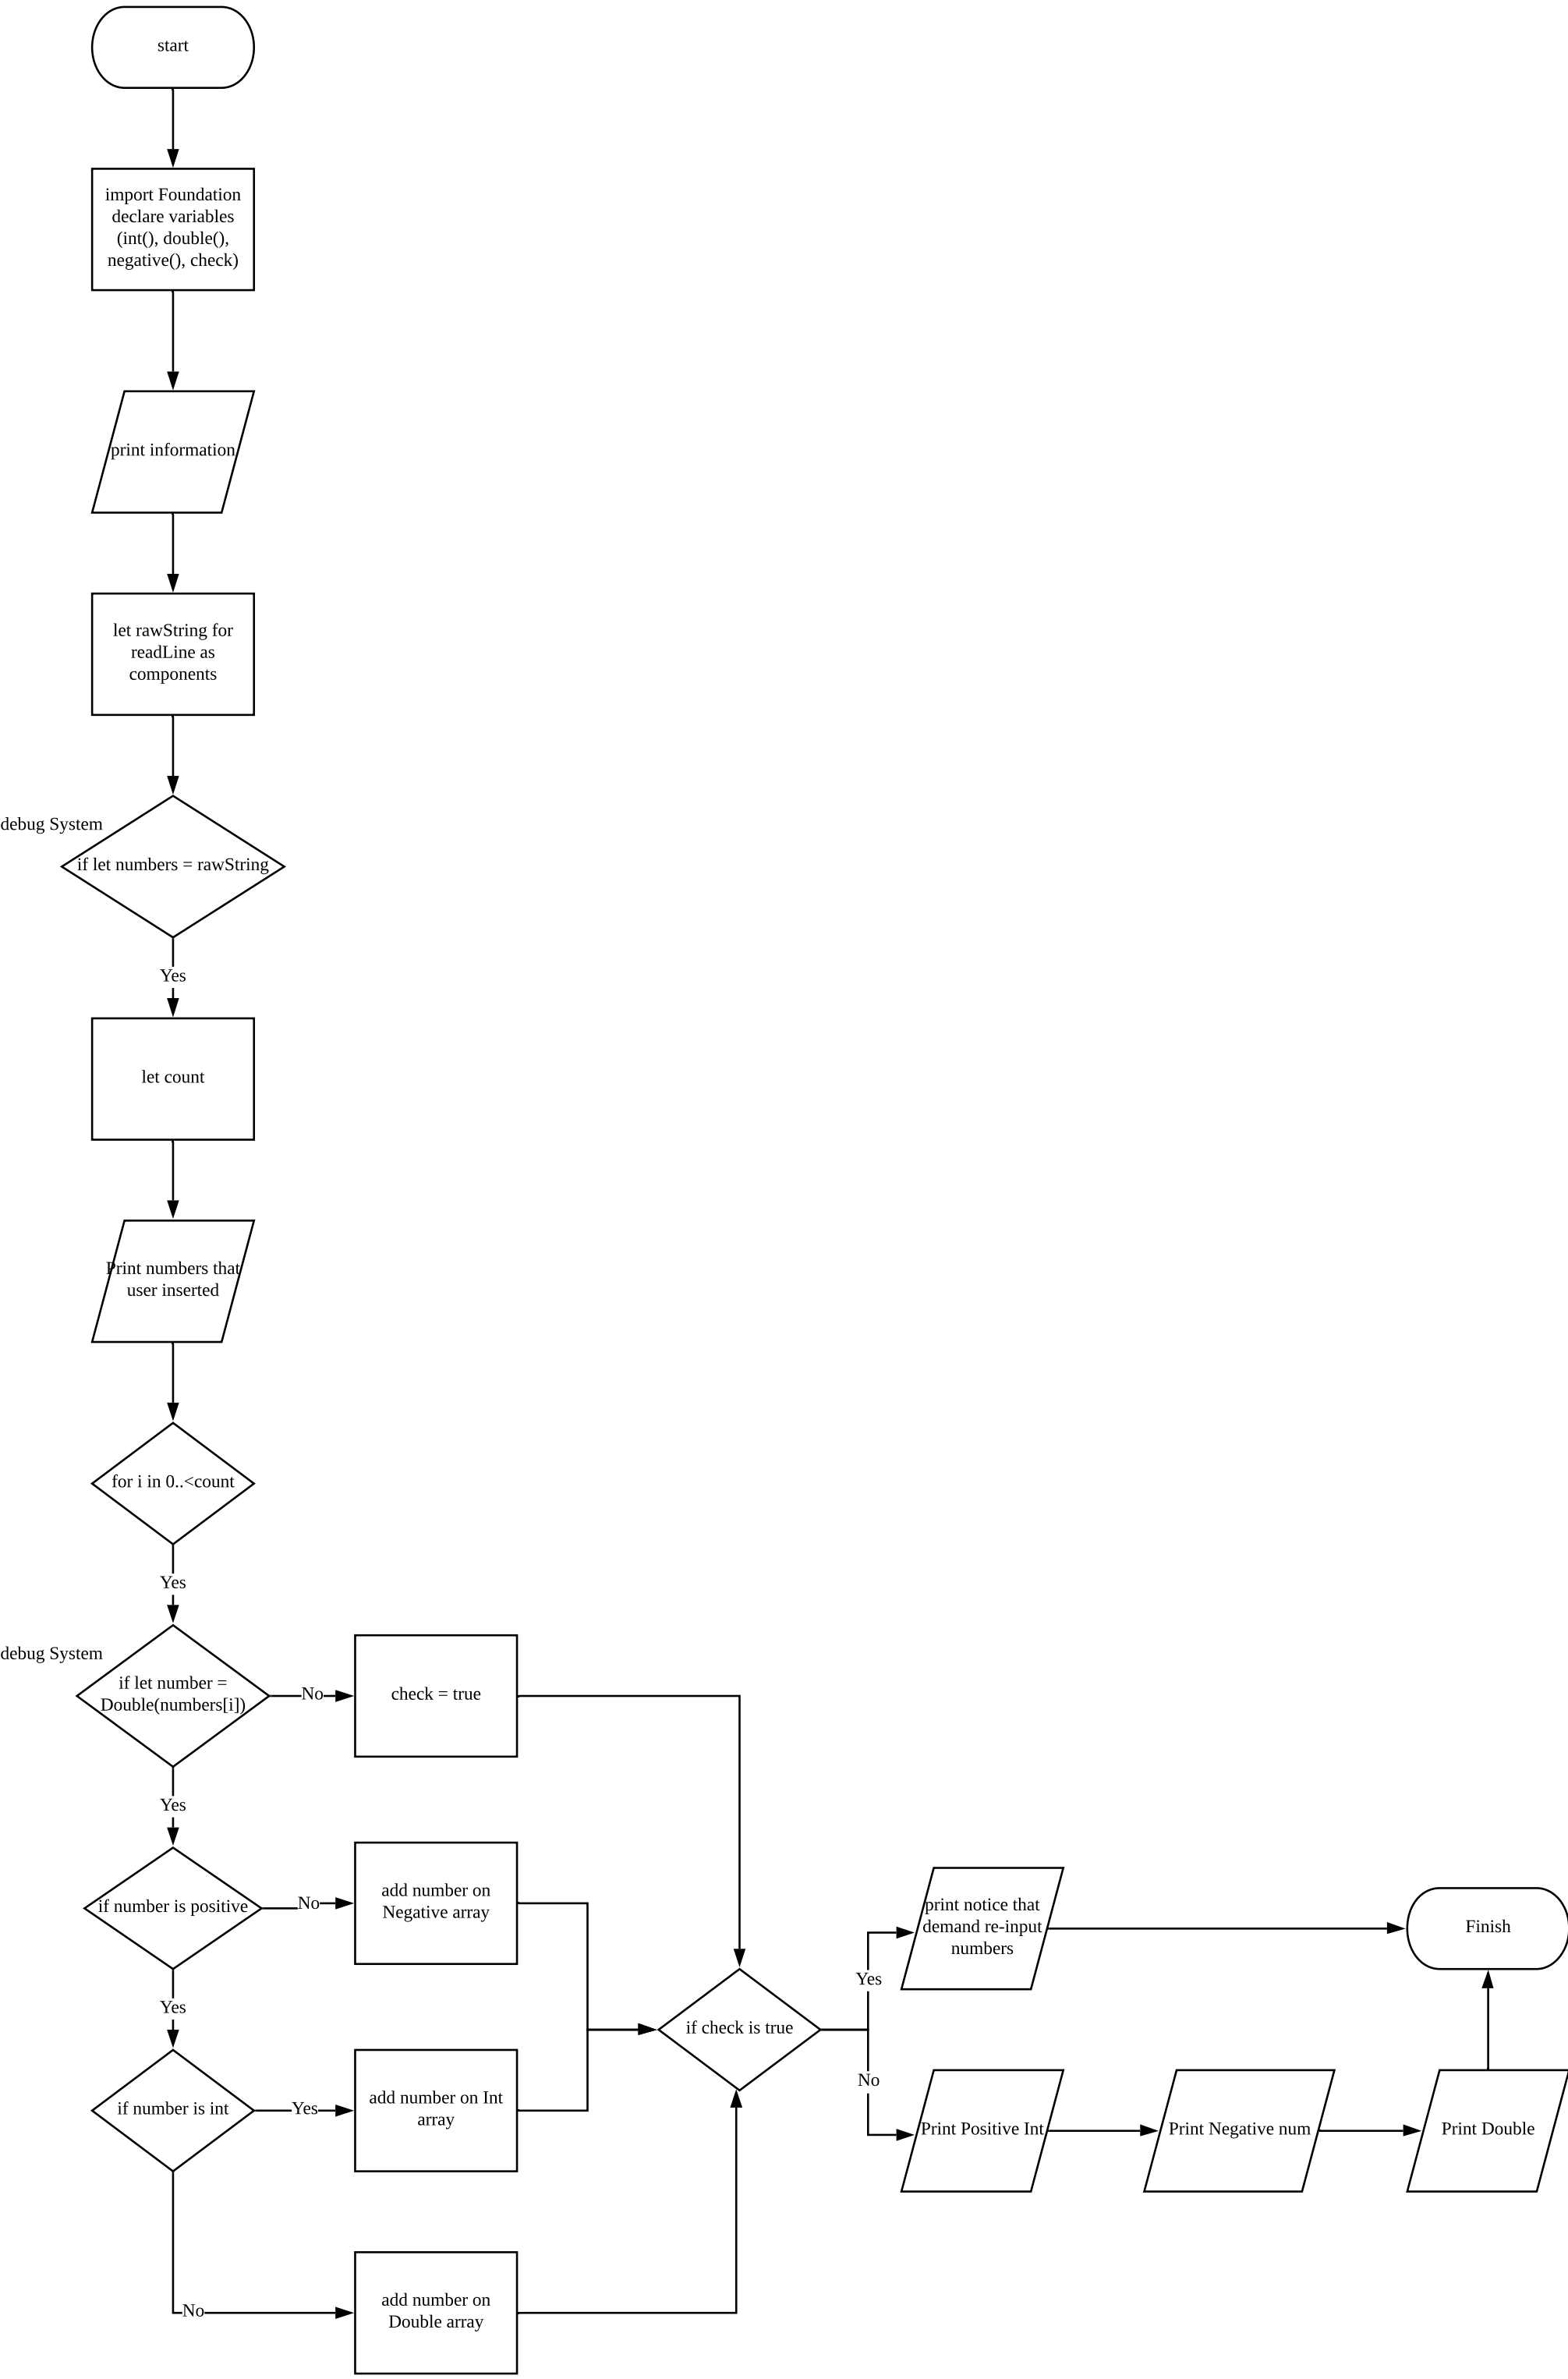 start
import Foundation
declare variables
(int(), double(),
negative(), check)
print information
let rawString for
readLine as
components
debug System
if let numbers = rawString
Yes
let count
Print numbers that
user inserted
for i in 0..<count
Yes
debug System
if let number =
Double(numbers[i])
No
check = true
Yes
if number is positive
No
add number on
Negative array
Yes
if number is int
Yes
add number on Int
array
No
add number on
Double array
if check is true
Yes
print notice that
demand re-input
numbers
Finish
No
Print Positive Int
Print Negative num
Print Double